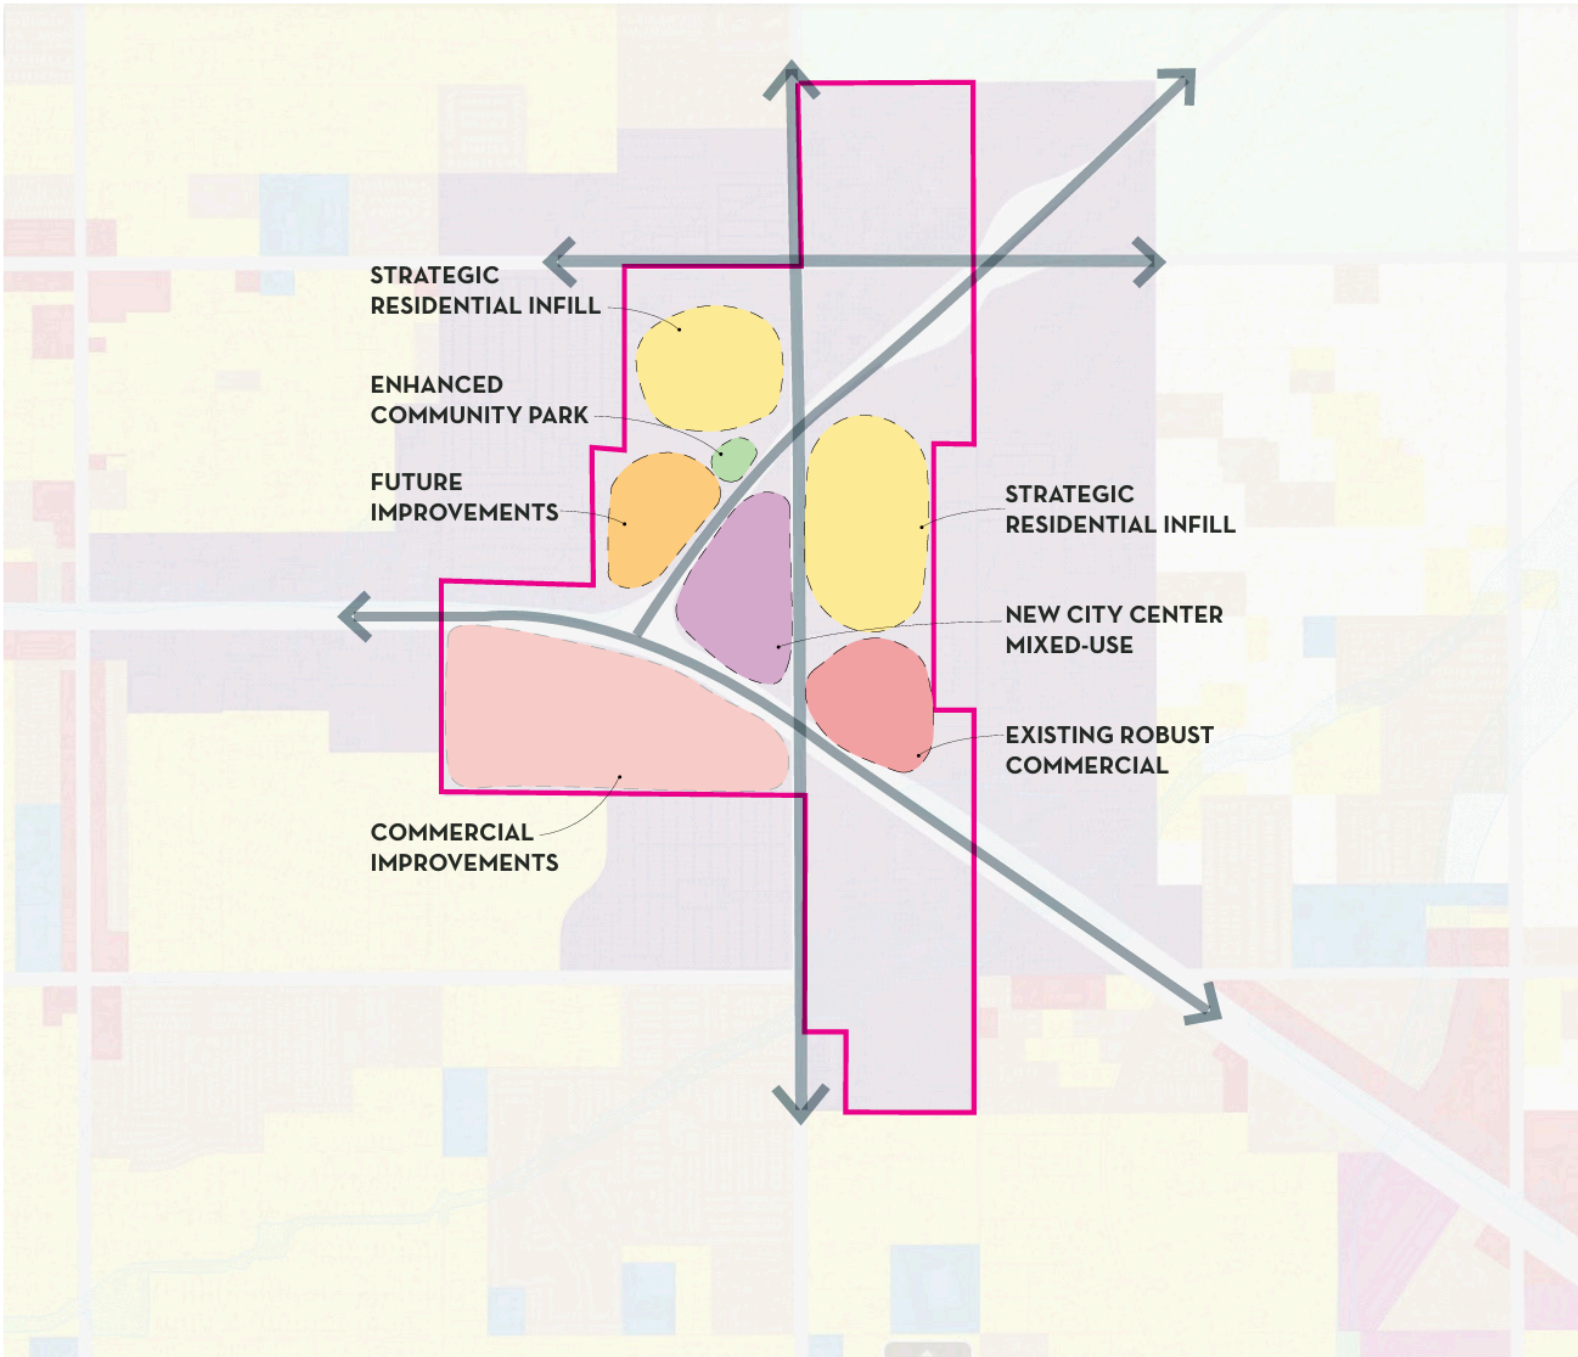 STRATEGIC
RESIDENTIAL INFILL
ENHANCED
COMMUNITY PARK
FUTURE
IMPROVEMENTS
STRATEGIC
RESIDENTIAL INFILL
NEW CITY CENTER
MIXED-USE
EXISTING ROBUST
COMMERCIAL
COMMERCIAL
IMPROVEMENTS